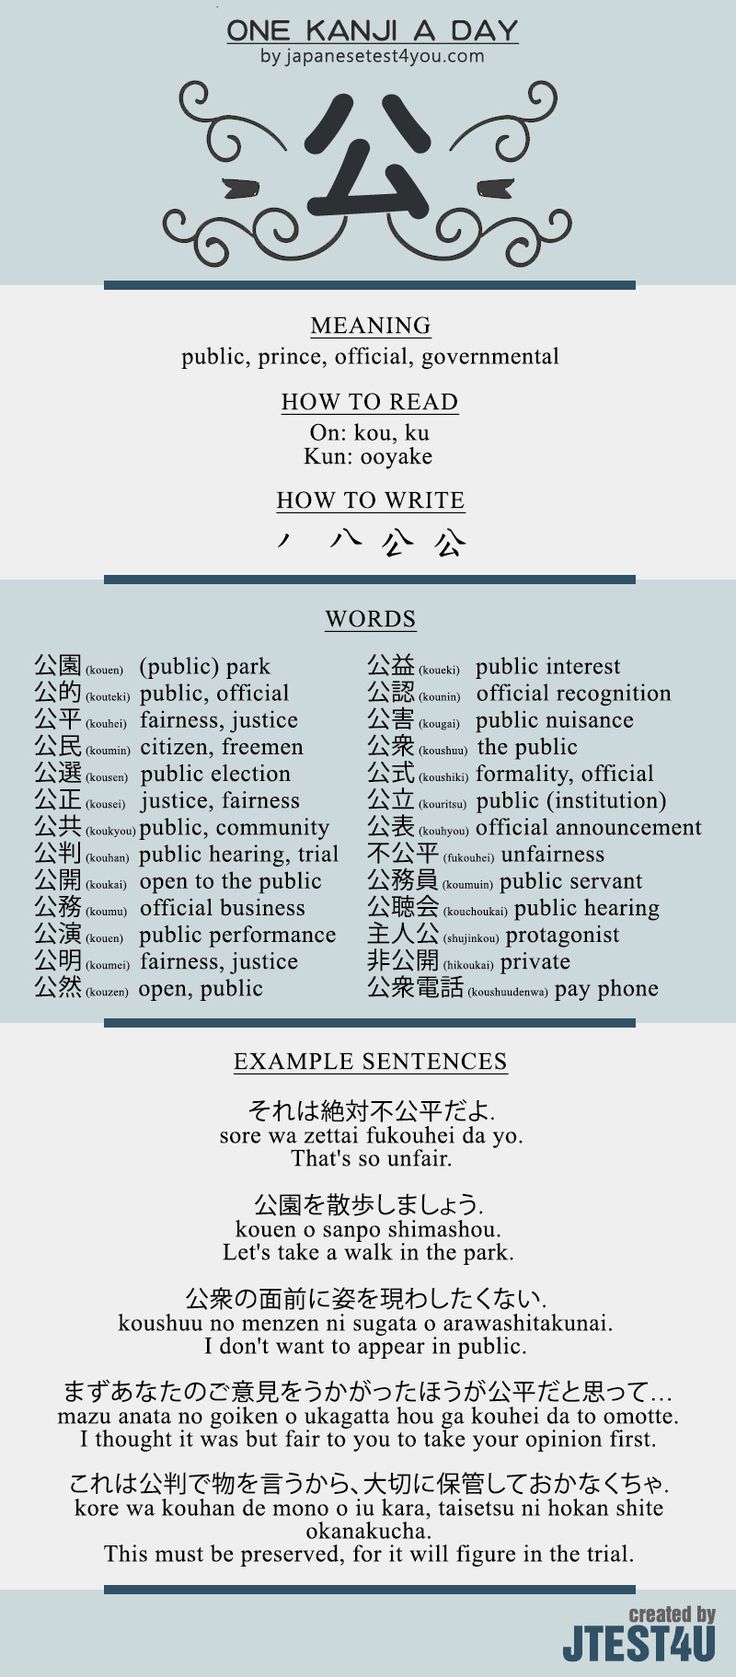 ONE KANJI A DAY
by japanesetest4you.com
公
MEANING
public, prince, official, governmental
HOW TO READ
On: kou, ku
Kun: ooyake
HOW TO WRITE
ノ 八 公 公
WORDS
公園 (kouen) (public) park
公的 (kouteki) public, official
公平 (kouhei) fairness, justice
公民 (koumin) citizen, freemen
公選 (kousen) public election
公正 (kousei) justice, fairness
公共 (koukyou) public, community
公判 (kouhan) public hearing, trial
公開 (koukai) open to the public
公務 (koumu) official business
公演 (kouen) public performance
公明 (koumei) fairness, justice
公然 (kouzen) open, public
公益 (koueki) public interest
公認 (kounin) official recognition
公害 (kougai) public nuisance
公衆 (koushuu) the public
公式 (koushiki) formality, official
公立 (kouritsu) public (institution)
公表 (kouhyou) official announcement
不公平 (fukouhei) unfairness
公務員 (koumuin) public servant
公聴会 (kouchoukai) public hearing
主人公 (shujinkou) protagonist
非公開 (hikoukai) private
公衆電話 (koushuudenwa) pay phone
EXAMPLE SENTENCES
それは絶対不公平だよ.
sore wa zettai fukouhei da yo.
That's so unfair.
公園を散歩しましょう.
kouen o sanpo shimashou.
Let's take a walk in the park.
公衆の面前に姿を現わしたくない.
koushuu no menzen ni sugata o arawashitakunai.
I don't want to appear in public.
まずあなたのご意見をうかがったほうが公平だと思って...
mazu anata no goiken o ukagatta hou ga kouhei da to omotte.
I thought it was but fair to you to take your opinion first.
これは公判で物を言うから、大切に保管しておかなくちゃ.
kore wa kouhan de mono o iu kara, taisetsu ni hokan shite
okanakucha.
This must be preserved, for it will figure in the trial.
created by
JTEST4U